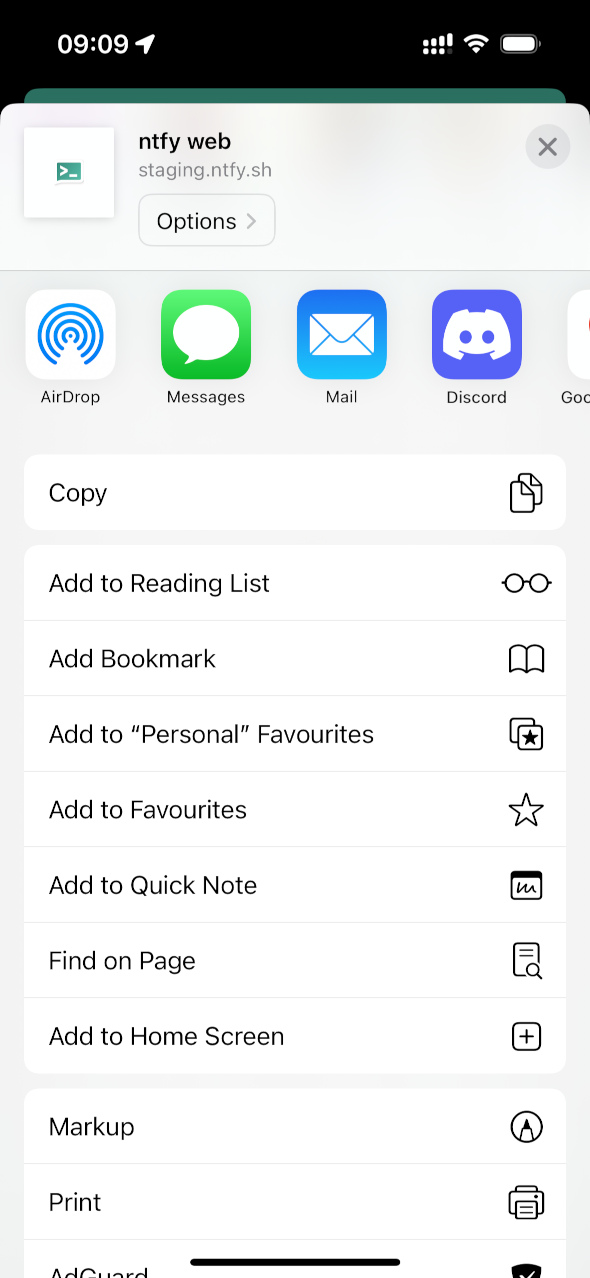 09:09
ntfy web
staging.ntfy.sh
Options
AirDrop
Messages
Mail
Discord
Goo
Copy
Add to Reading List
Add Bookmark
Add to “Personal” Favourites
Add to Favourites
Add to Quick Note
Find on Page
Add to Home Screen
Markup
Print
AdGuard